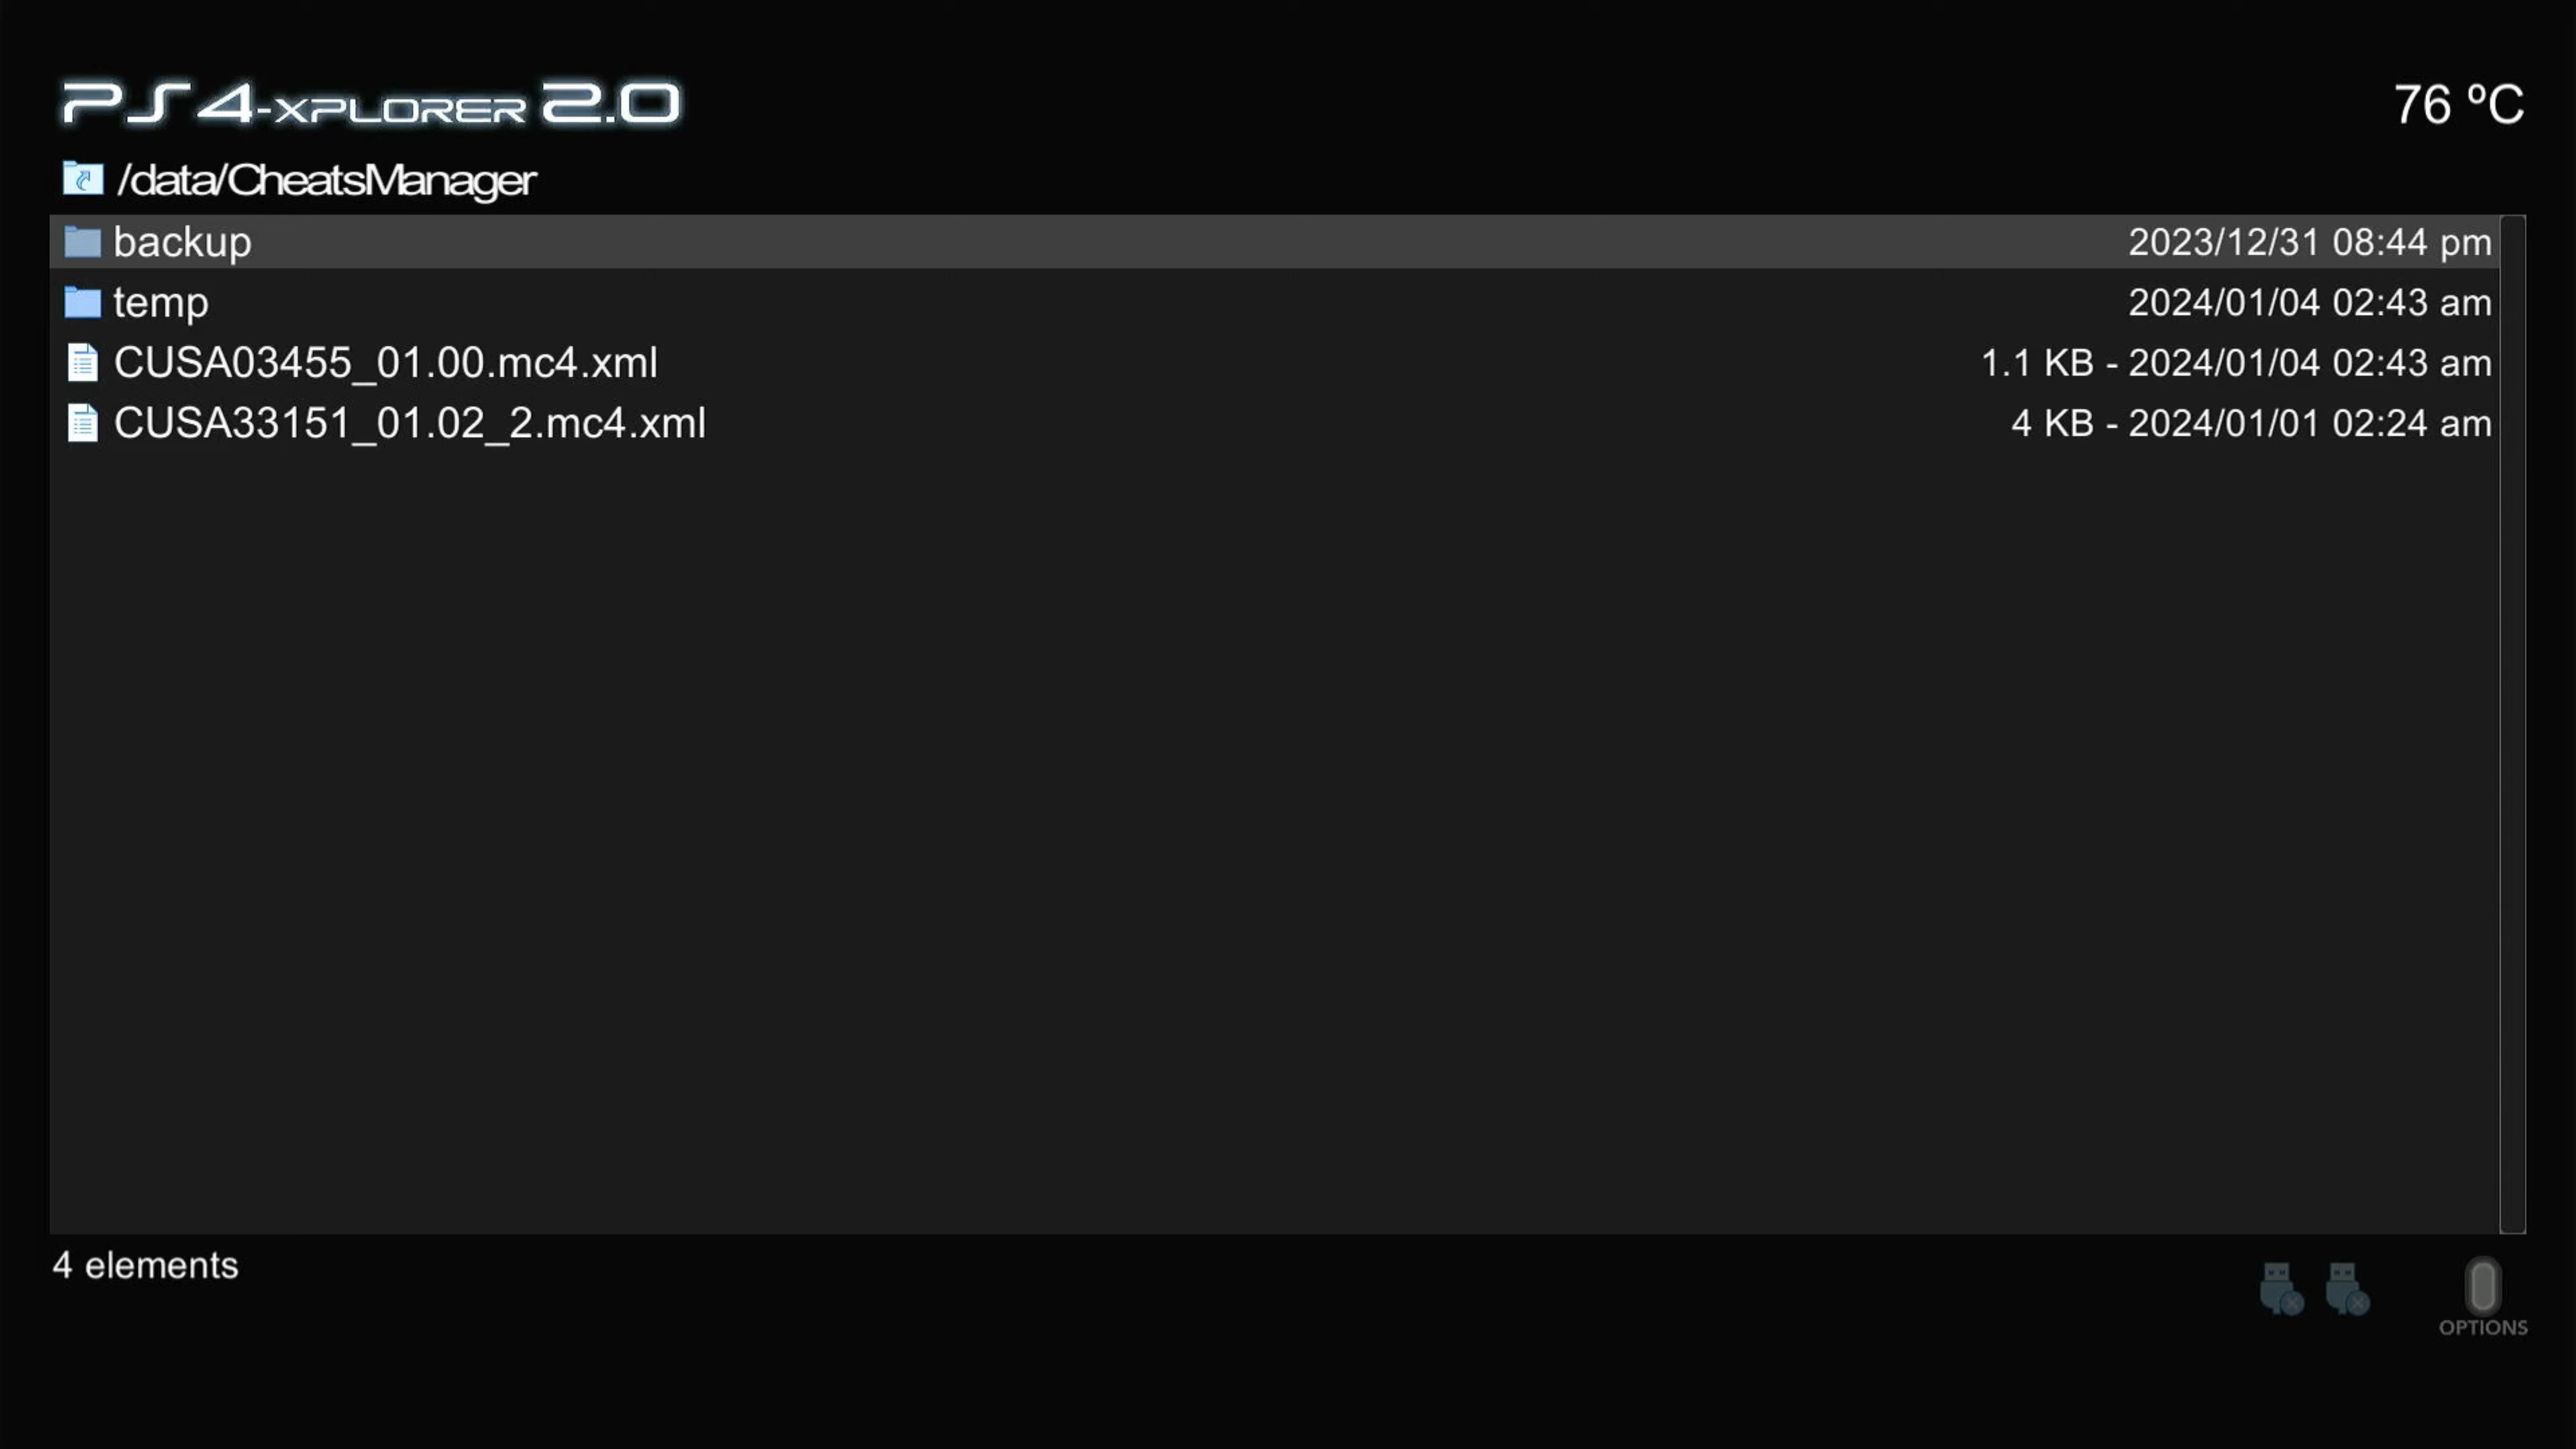 PS4-XPLORER 2.0
76 ºC
/data/CheatsManager
backup 2023/12/31 08:44 pm
temp 2024/01/04 02:43 am
CUSA03455_01.00.mc4.xml 1.1 KB - 2024/01/04 02:43 am
CUSA33151_01.02_2.mc4.xml 4 KB - 2024/01/01 02:24 am
4 elements
OPTIONS